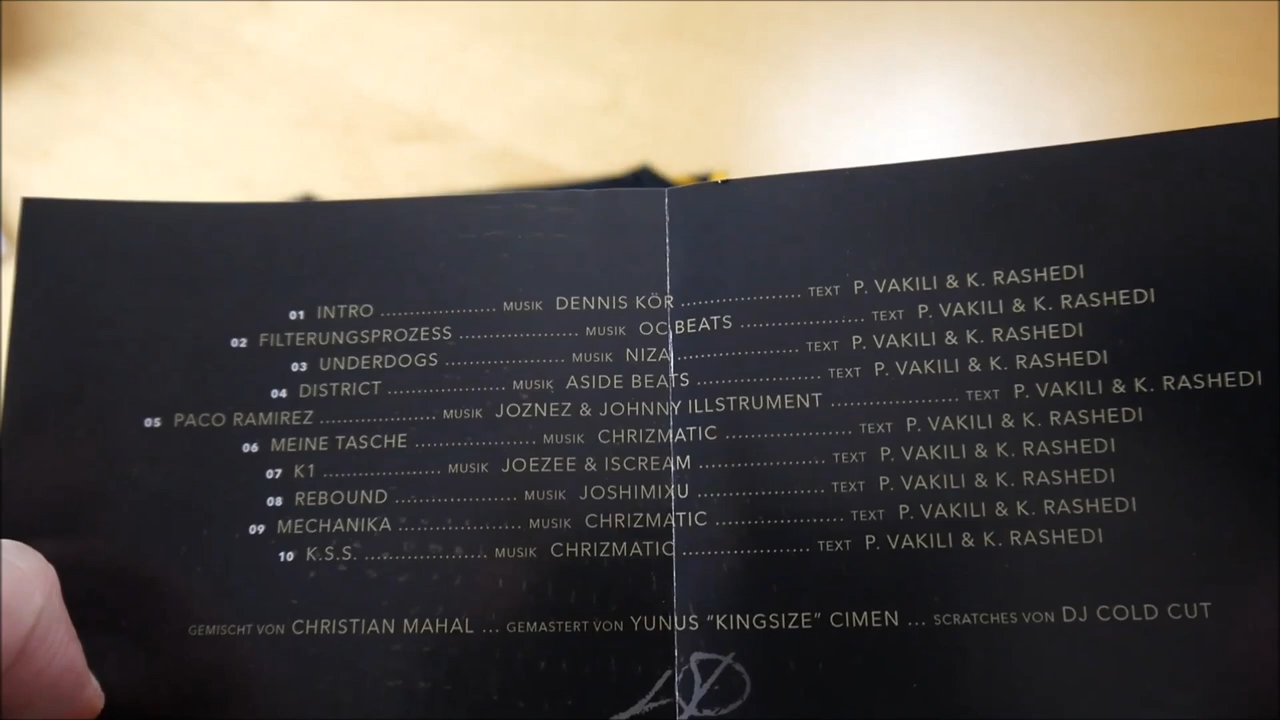 01 INTRO .................... MUSIK DENNIS KÖR .................... TEXT P. VAKILI & K. RASHEDI
02 FILTERUNGSPROZESS .................... MUSIK OC BEATS .................... TEXT P. VAKILI & K. RASHEDI
03 UNDERDOGS .................... MUSIK NIZA .................... TEXT P. VAKILI & K. RASHEDI
04 DISTRICT .................... MUSIK ASIDE BEATS .................... TEXT P. VAKILI & K. RASHEDI
05 PACO RAMIREZ .................... MUSIK JOZNEZ & JOHNNY ILLSTRUMENT .................... TEXT P. VAKILI & K. RASHEDI
06 MEINE TASCHE .................... MUSIK CHRIZMATIC .................... TEXT P. VAKILI & K. RASHEDI
07 K1 .................... MUSIK JOEZEE & ISCREAM .................... TEXT P. VAKILI & K. RASHEDI
08 REBOUND .................... MUSIK JOSHIMIXU .................... TEXT P. VAKILI & K. RASHEDI
09 MECHANIKA .................... MUSIK CHRIZMATIC .................... TEXT P. VAKILI & K. RASHEDI
10 K.S.S. .................... MUSIK CHRIZMATIC .................... TEXT P. VAKILI & K. RASHEDI
GEMISCHT VON CHRISTIAN MAHAL ... GEMASTERT VON YUNUS "KINGSIZE" CIMEN ... SCRATCHES VON DJ COLD CUT